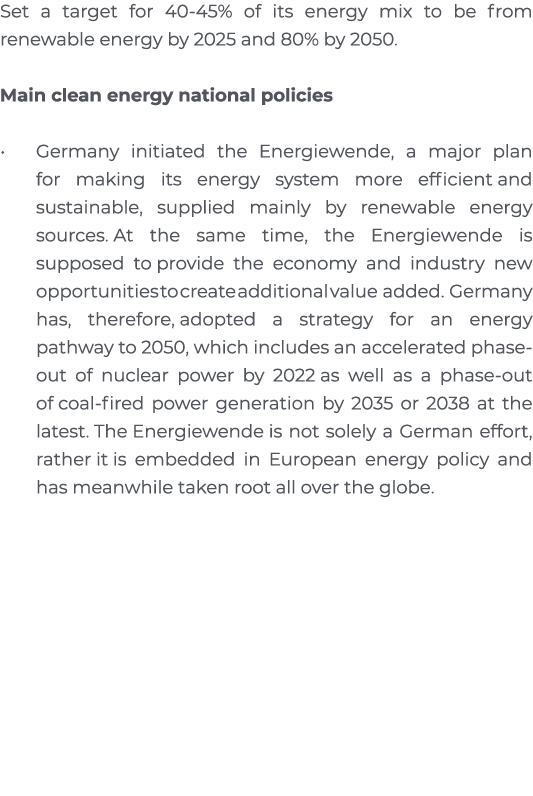 Set a target for 40-45% of its energy mix to be from
renewable energy by 2025 and 80% by 2050.
Main clean energy national policies
• Germany initiated the Energiewende, a major plan
for making its energy system more efficient and
sustainable, supplied mainly by renewable energy
sources. At the same time, the Energiewende is
supposed to provide the economy and industry new
opportunities to create additional value added. Germany
has, therefore, adopted a strategy for an energy
pathway to 2050, which includes an accelerated phase-
out of nuclear power by 2022 as well as a phase-out
of coal-fired power generation by 2035 or 2038 at the
latest. The Energiewende is not solely a German effort,
rather it is embedded in European energy policy and
has meanwhile taken root all over the globe.